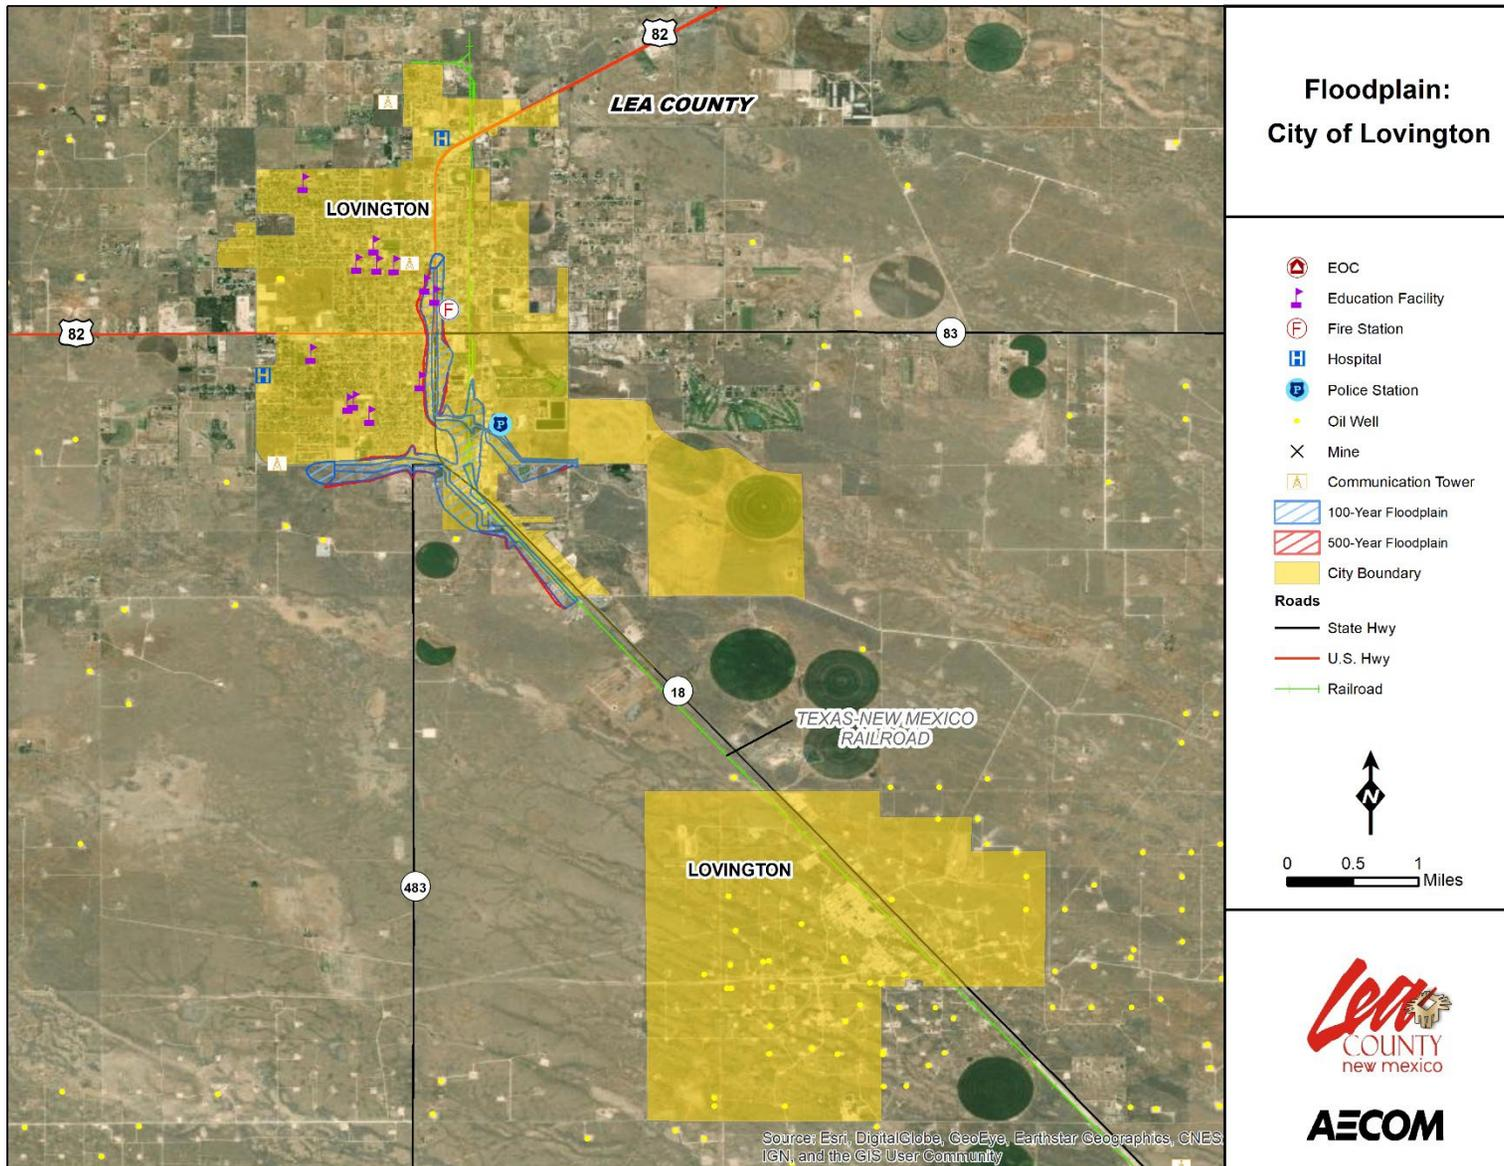 82
LEA COUNTY
LOVINGTON
F
H
82
83
H
P
18
TEXAS-NEW MEXICO
RAILROAD
LOVINGTON
483
Source: Esri, DigitalGlobe, GeoEye, Earthstar Geographics, CNES
IGN, and the GIS User Community
Floodplain:
City of Lovington
EOC
Education Facility
F Fire Station
H Hospital
P Police Station
Oil Well
Mine
Communication Tower
100-Year Floodplain
500-Year Floodplain
City Boundary
Roads
State Hwy
U.S. Hwy
Railroad
N
0 0.5 1
Miles
Lea
COUNTY
new mexico
AECOM